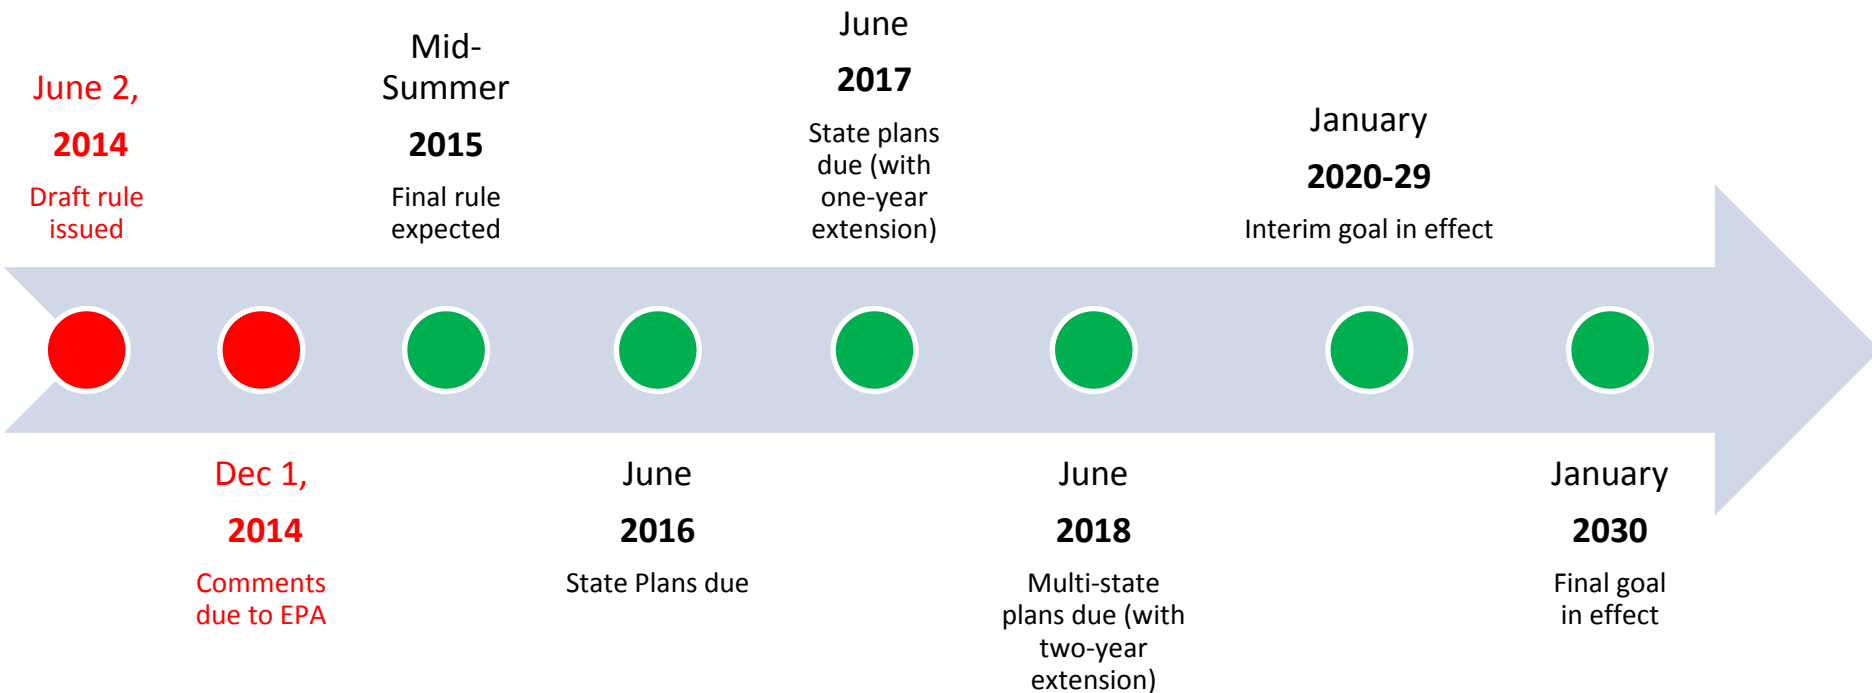 June 2,
2014
Draft rule
issued
Dec 1,
2014
Comments
due to EPA
Mid-
Summer
2015
Final rule
expected
June
2016
State Plans due
June
2017
State plans
due (with
one-year
extension)
June
2018
Multi-state
plans due (with
two-year
extension)
January
2020-29
Interim goal in effect
January
2030
Final goal
in effect